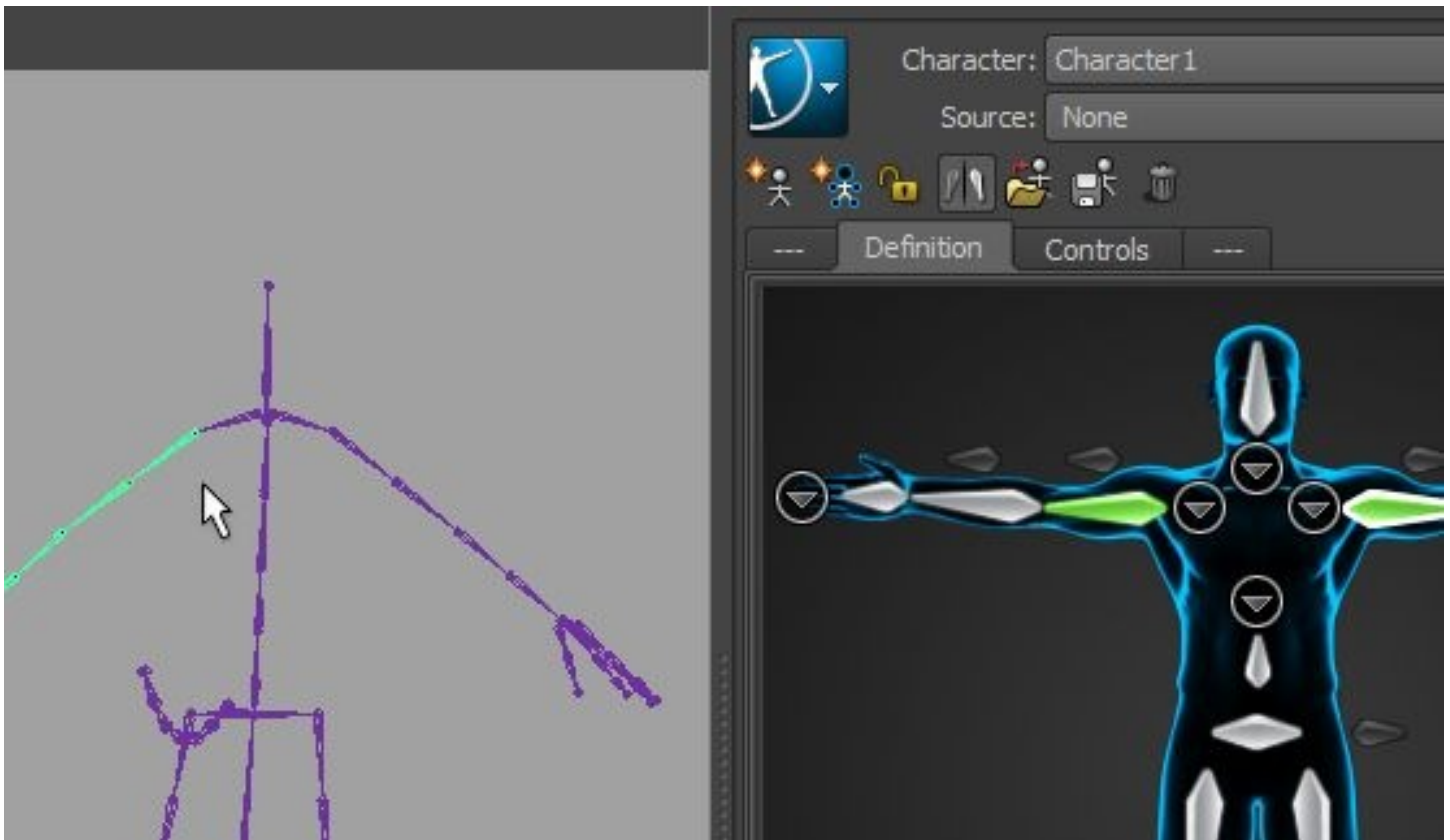 Character: Character1
Source: None
--- Definition Controls ---